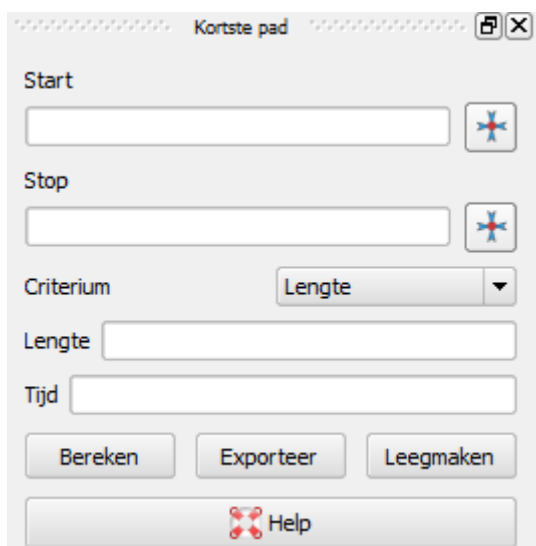 Kortste pad
Start
Stop
Criterium Lengte
Lengte
Tijd
Bereken Exporteer Leegmaken
Help